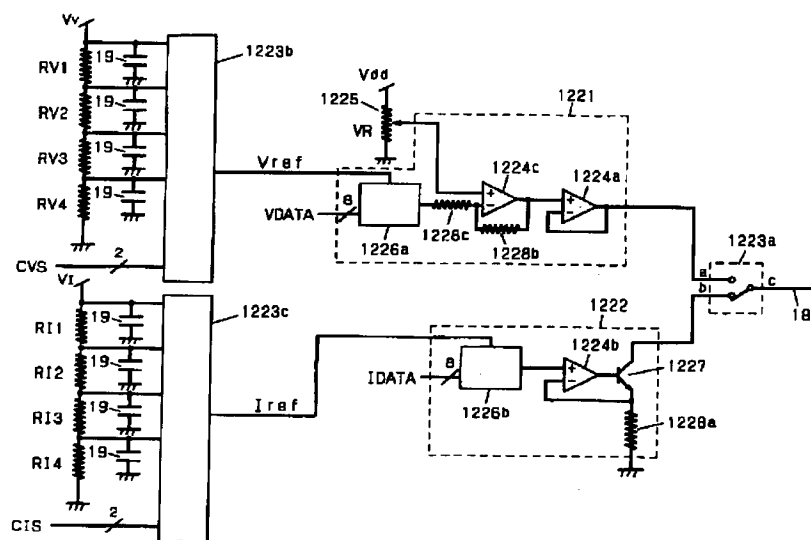 Vv
1223b
19
RV1
19
RV2
19
RV3
19
RV4
Vdd
1225
VR
1221
Vref
1224c
1224a
8
VDATA
1226a
1228c
1228b
CVS
2
1223a
a
b
c
18
VI
1223c
19
RI1
19
RI2
19
RI3
19
RI4
1222
1224b
8
IDATA
1226b
1227
Iref
1228a
CIS
2